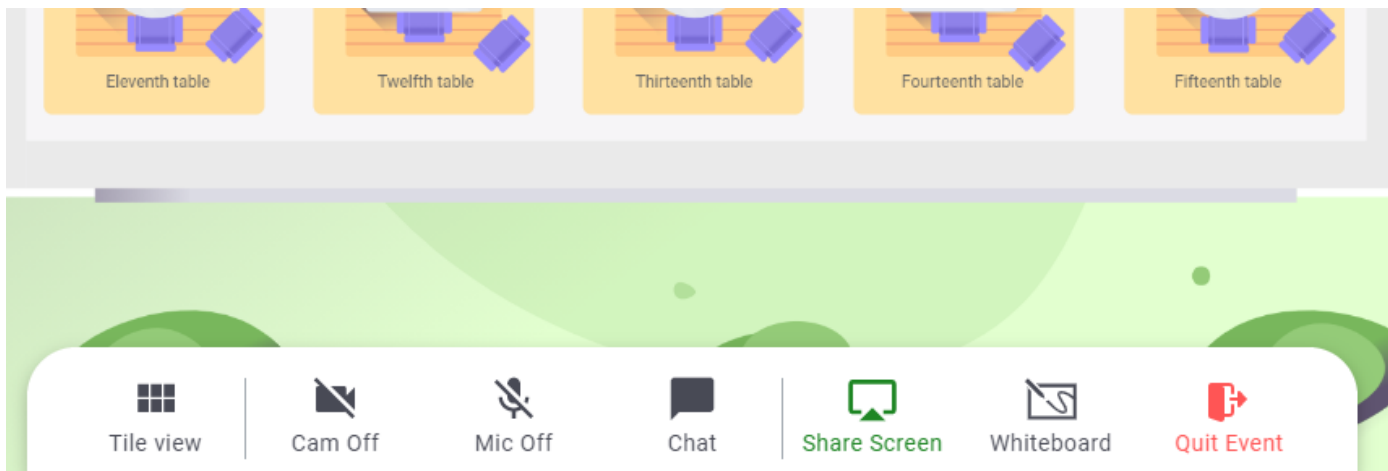 Eleventh table Twelfth table Thirteenth table Fourteenth table Fifteenth table
Tile view Cam Off Mic Off Chat Share Screen Whiteboard Quit Event